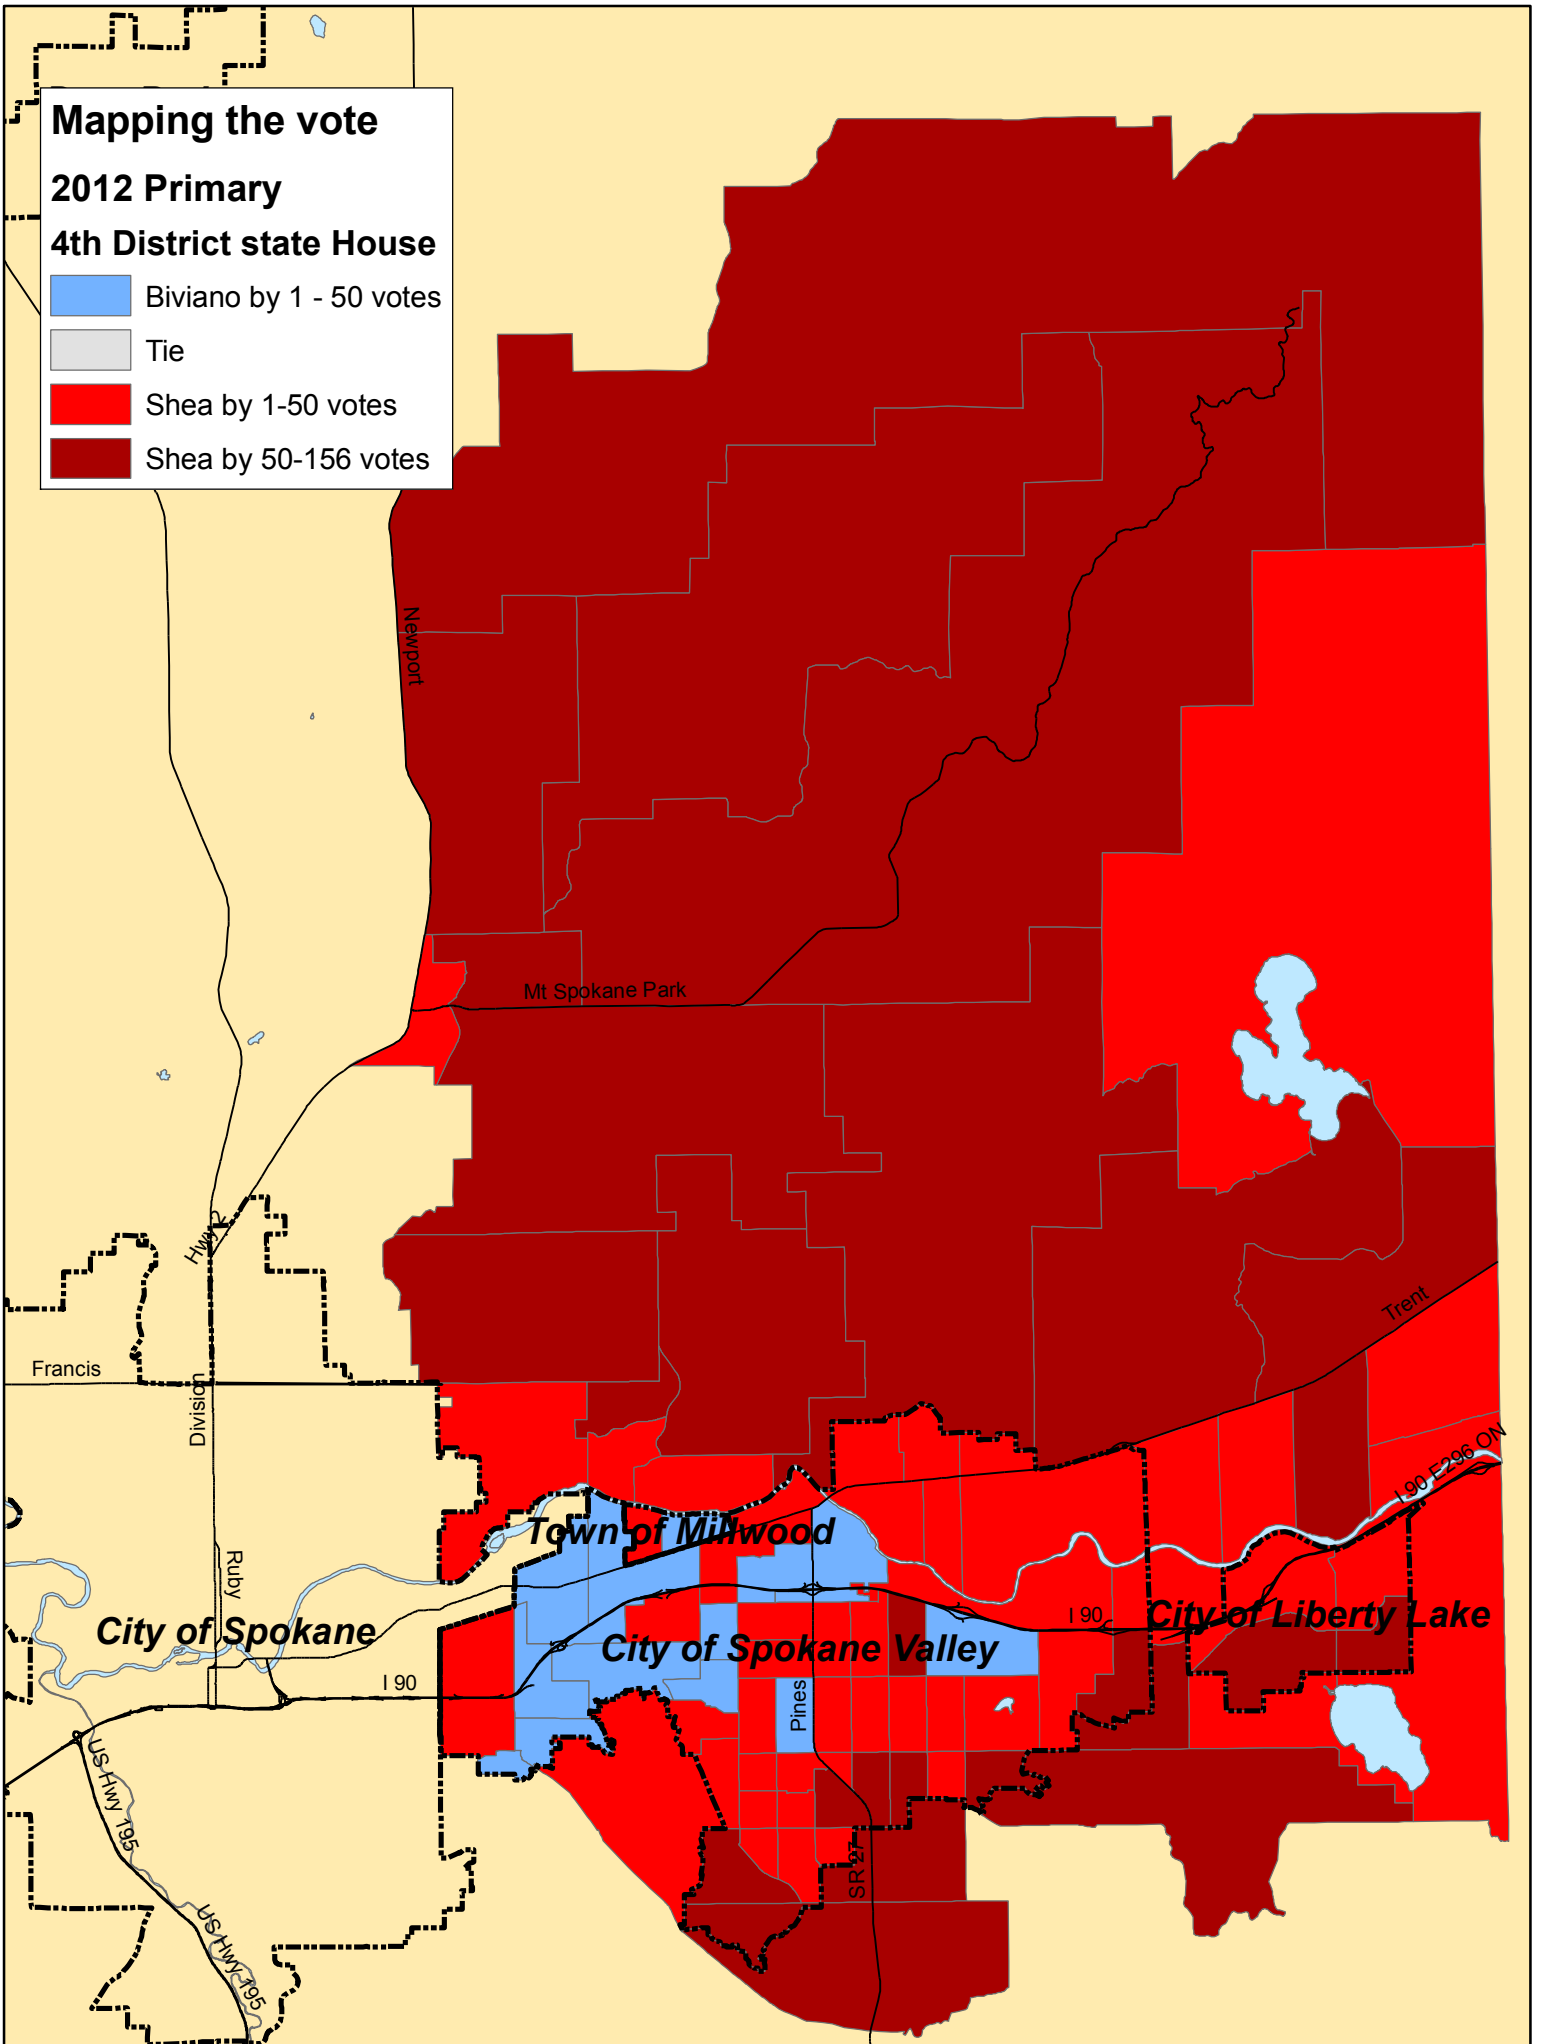 Mapping the vote
2012 Primary
4th District state House
Biviano by 1 - 50 votes
Tie
Shea by 1-50 votes
Shea by 50-156 votes
Newport
Mt Spokane Park
Hwy 2
Trent
Francis
Division
I 90 E296 ON
Town of Millwood
Ruby
City of Spokane
I 90
City of Liberty Lake
City of Spokane Valley
I 90
Pines
US Hwy 195
SR 27
US Hwy 195